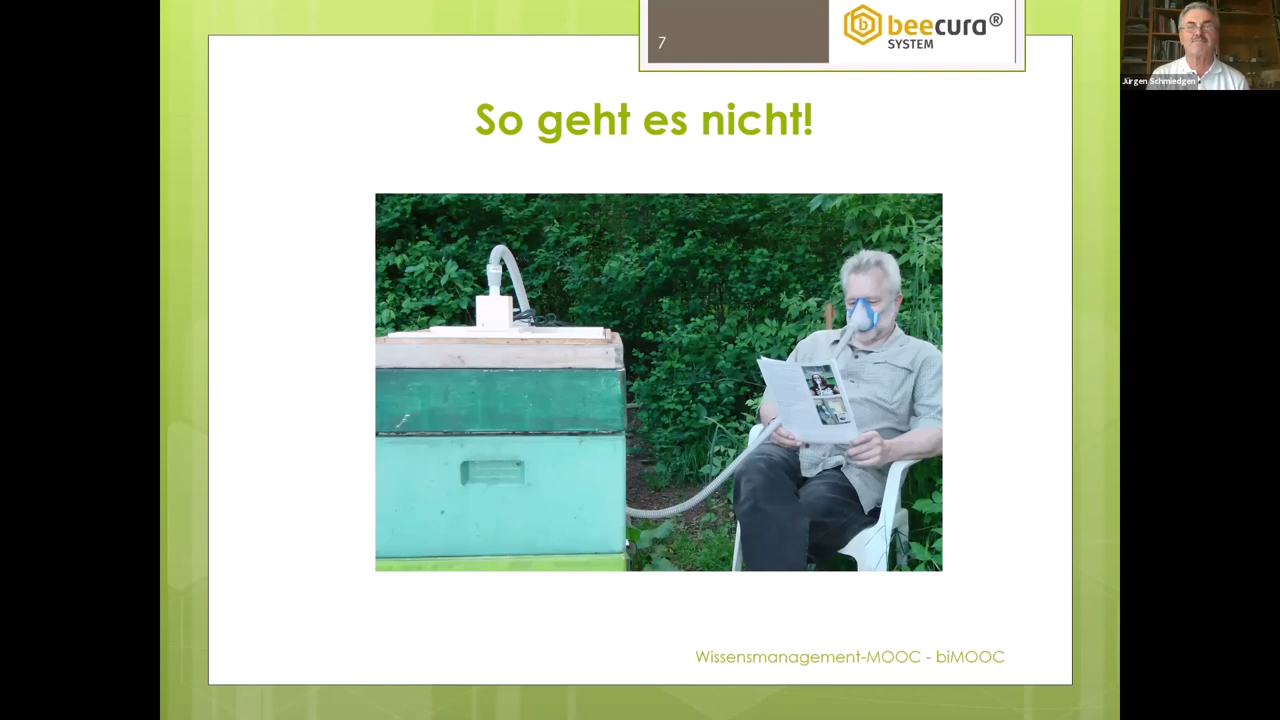 7
beecura®
SYSTEM
Jürgen Schmiedgen
So geht es nicht!
Wissensmanagement-MOOC - biMOOC